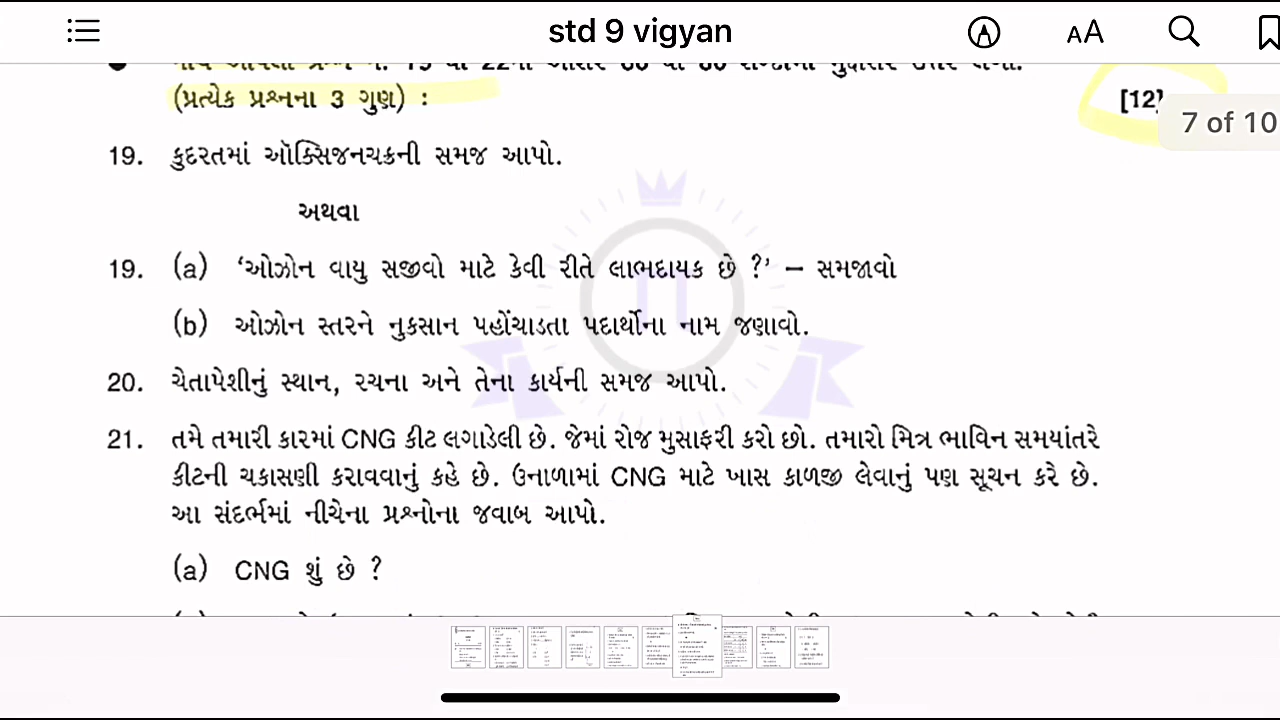 std 9 vigyan
AA
(પ્રત્યેક પ્રશ્નના 3 ગુણ) : [12]
7 of 10
19. કુદરતમાં ઑક્સિજનચક્રની સમજ આપો.
અથવા
19. (a) ‘ઓઝોન વાયુ સજીવો માટે કેવી રીતે લાભદાયક છે ?’ – સમજાવો
(b) ઓઝોન સ્તરને નુકસાન પહોંચાડતા પદાર્થોના નામ જણાવો.
20. ચેતાપેશીનું સ્થાન, રચના અને તેના કાર્યની સમજ આપો.
21. તમે તમારી કારમાં CNG કીટ લગાડેલી છે. જેમાં રોજ મુસાફરી કરો છો. તમારો મિત્ર ભાવિન સમયાંતરે
કીટની ચકાસણી કરાવવાનું કહે છે. ઉનાળામાં CNG માટે ખાસ કાળજી લેવાનું પણ સૂચન કરે છે.
આ સંદર્ભમાં નીચેના પ્રશ્નોના જવાબ આપો.
(a) CNG શું છે ?